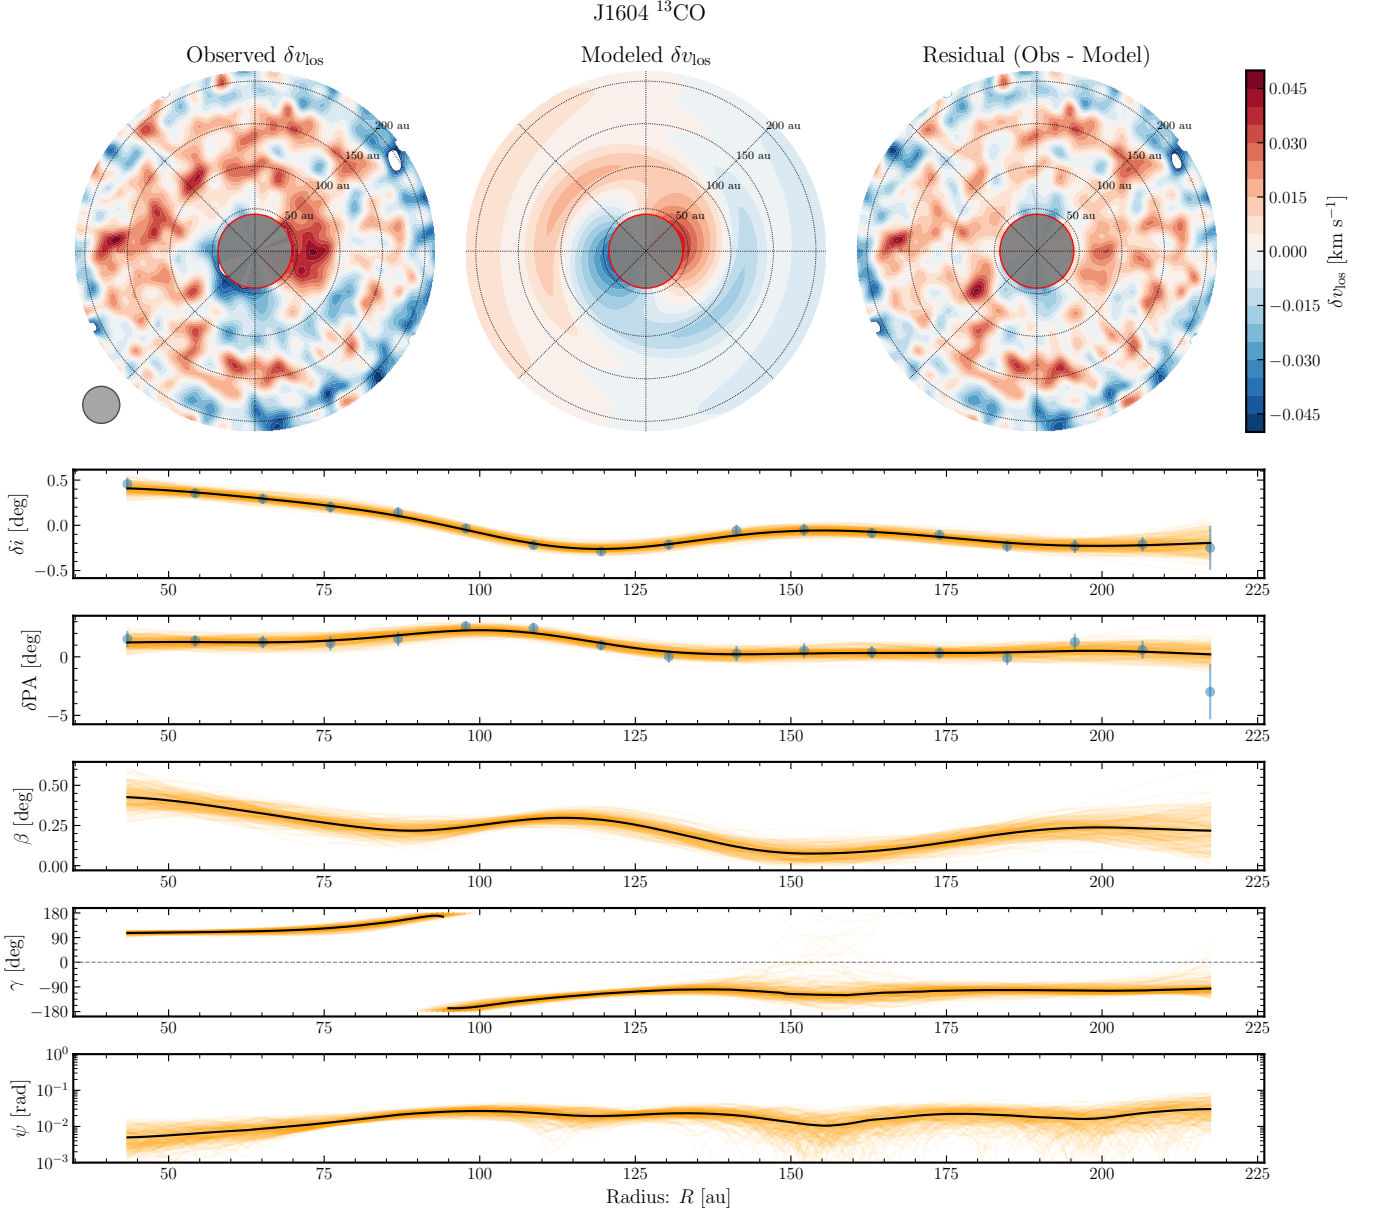 J1604 ¹³CO
Observed δv_los
Modeled δv_los
Residual (Obs - Model)
200 au
150 au
100 au
50 au
200 au
150 au
100 au
50 au
200 au
150 au
100 au
50 au
0.045
0.030
0.015
0.000
−0.015
−0.030
−0.045
δv_los [km s⁻¹]
δi [deg]
0.5
0.0
−0.5
50 75 100 125 150 175 200 225
δPA [deg]
0
−5
50 75 100 125 150 175 200 225
β [deg]
0.50
0.25
0.00
50 75 100 125 150 175 200 225
γ [deg]
180
90
0
−90
−180
50 75 100 125 150 175 200 225
ψ [rad]
10⁰
10⁻¹
10⁻²
10⁻³
50 75 100 125 150 175 200 225
Radius: R [au]